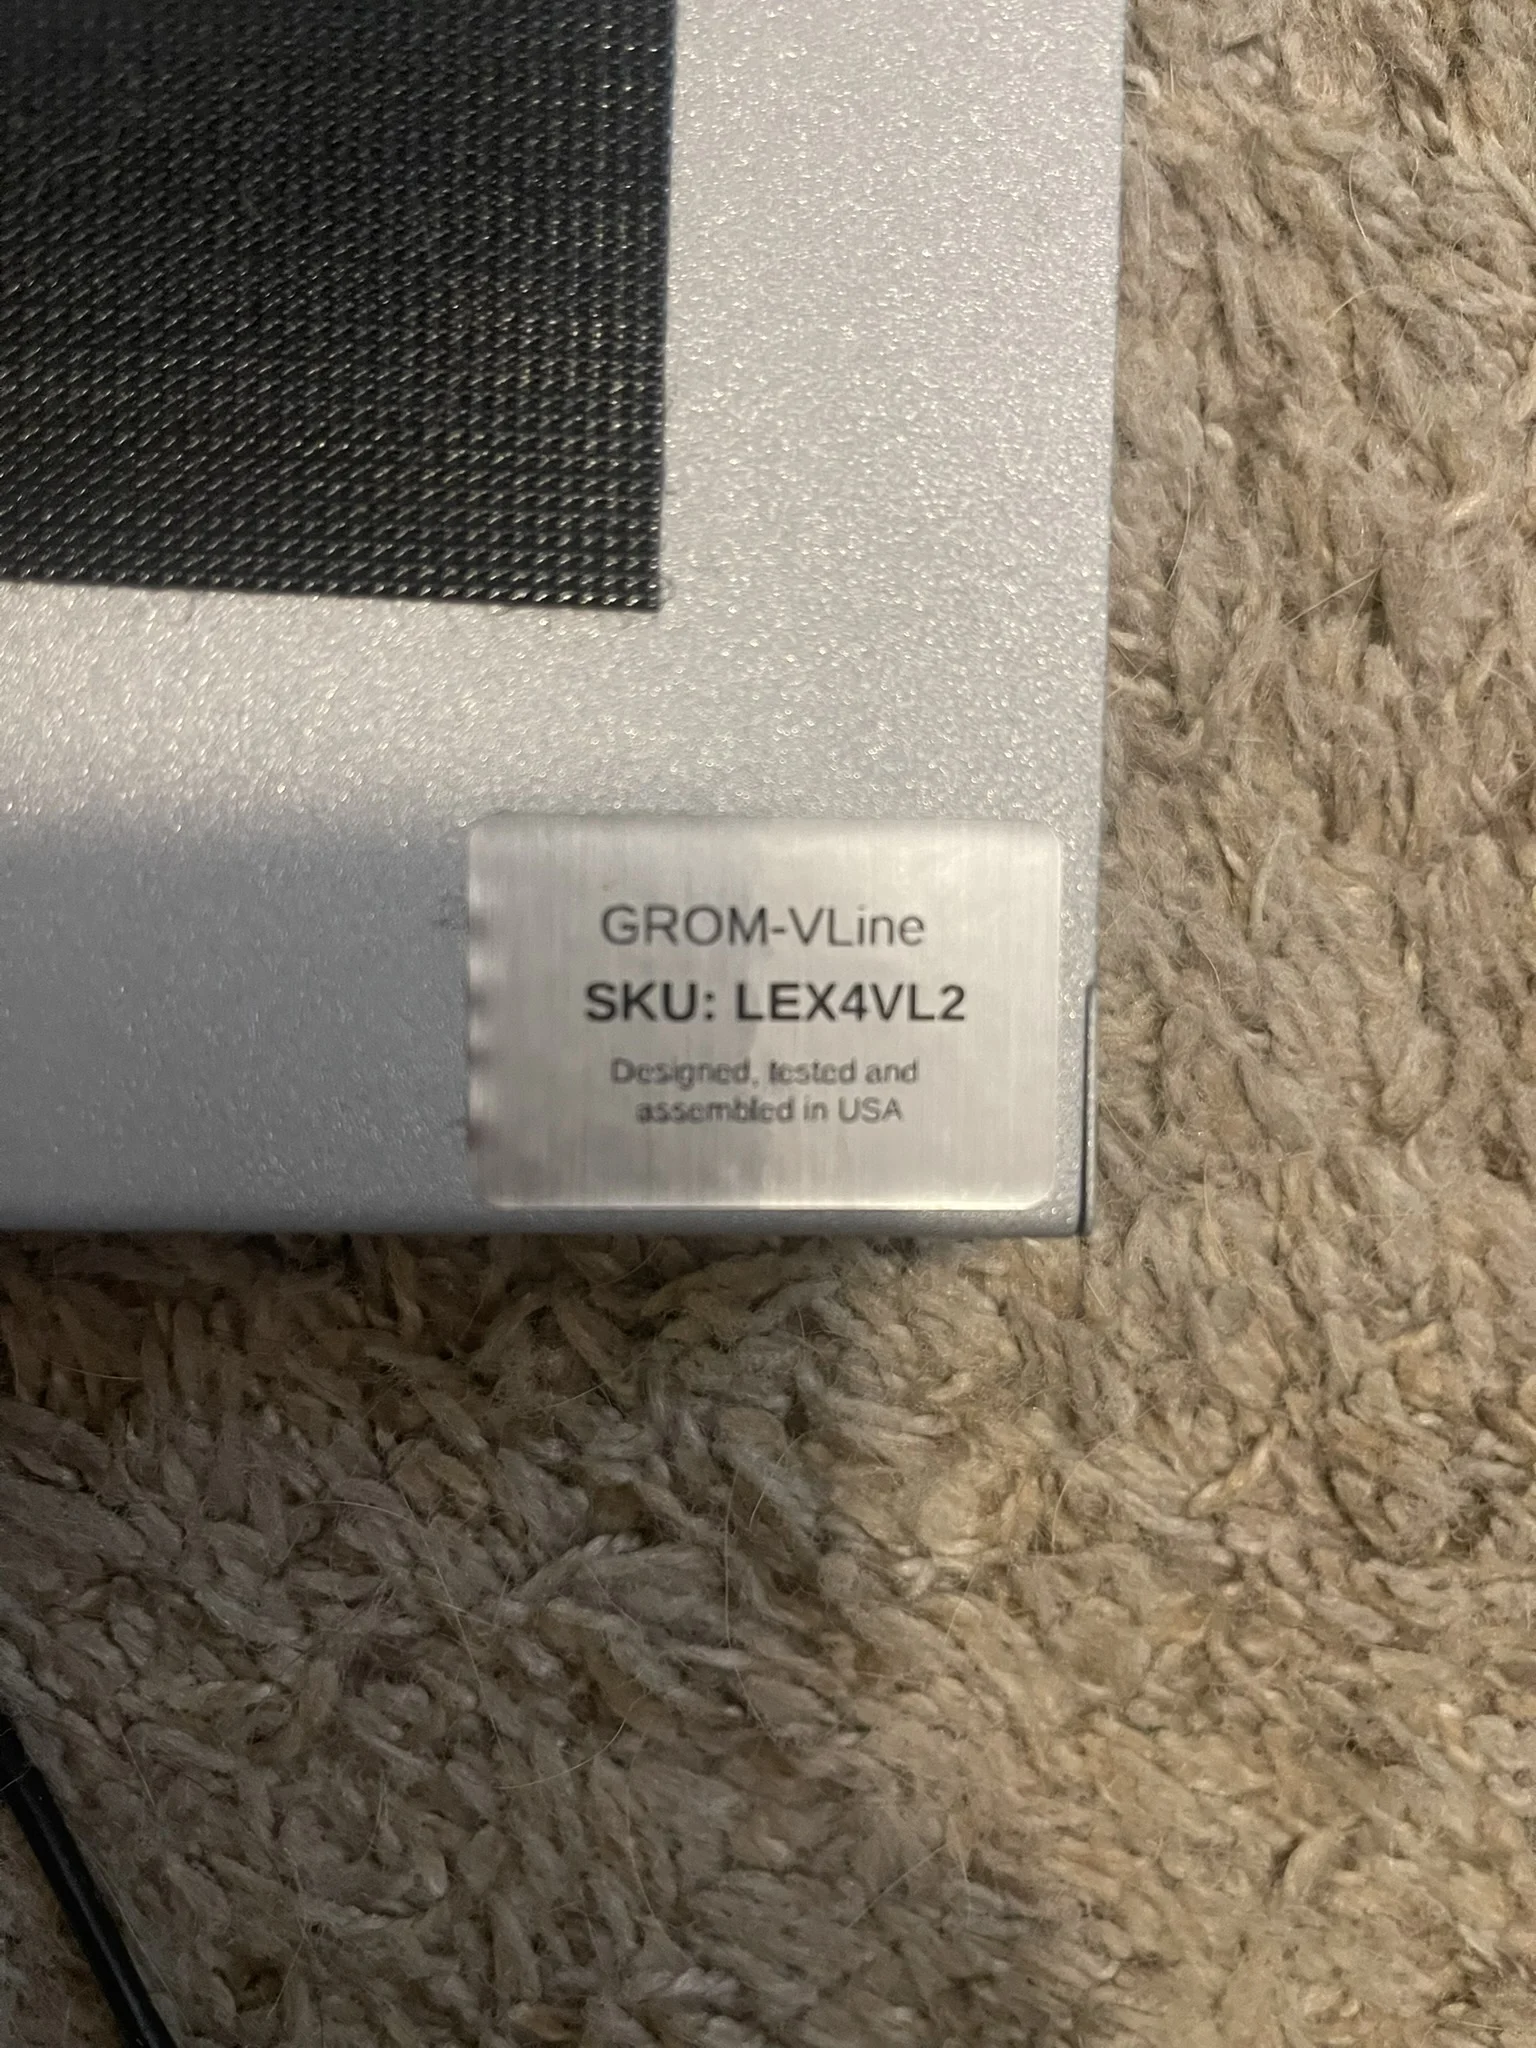 GROM-VLine
SKU: LEX4VL2
Designed, tested and
assembled in USA